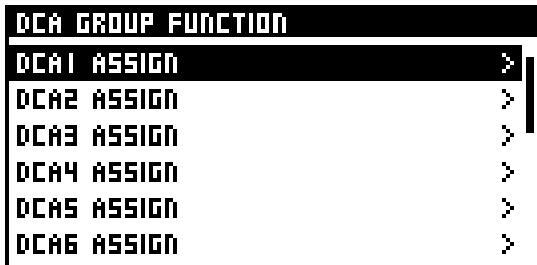 DCA GROUP FUNCTION
DCA1 ASSIGN >
DCA2 ASSIGN >
DCA3 ASSIGN >
DCA4 ASSIGN >
DCA5 ASSIGN >
DCA6 ASSIGN >